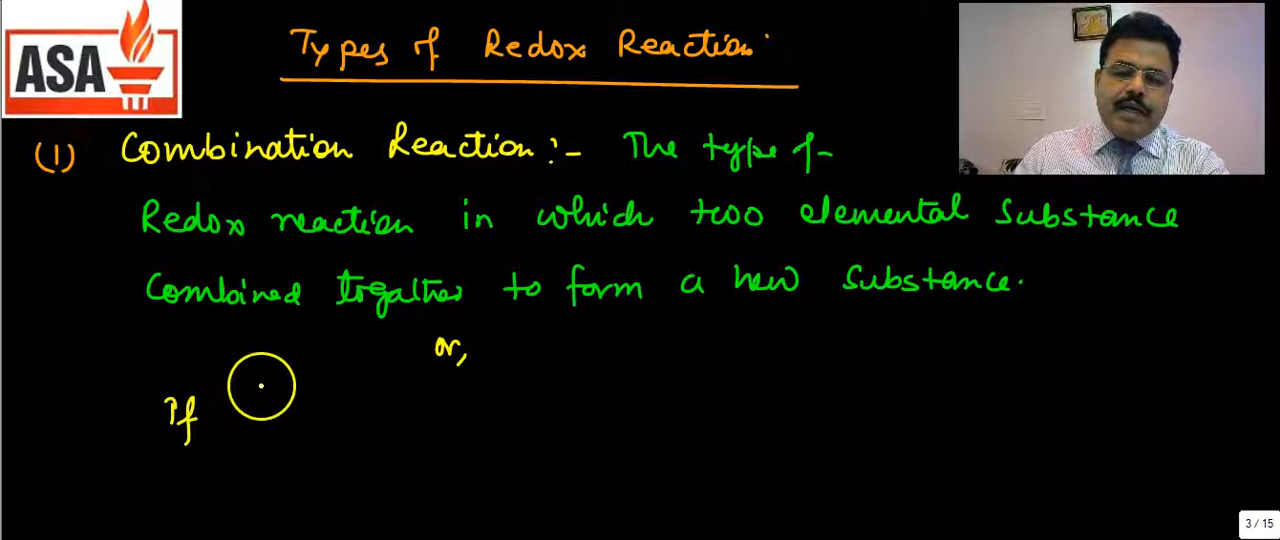 ASA
Types of Redox Reaction
(1) Combination Reaction :- The type of
Redox reaction in which two elemental substance
Combined together to form a new substance.
or,
If
3 / 15